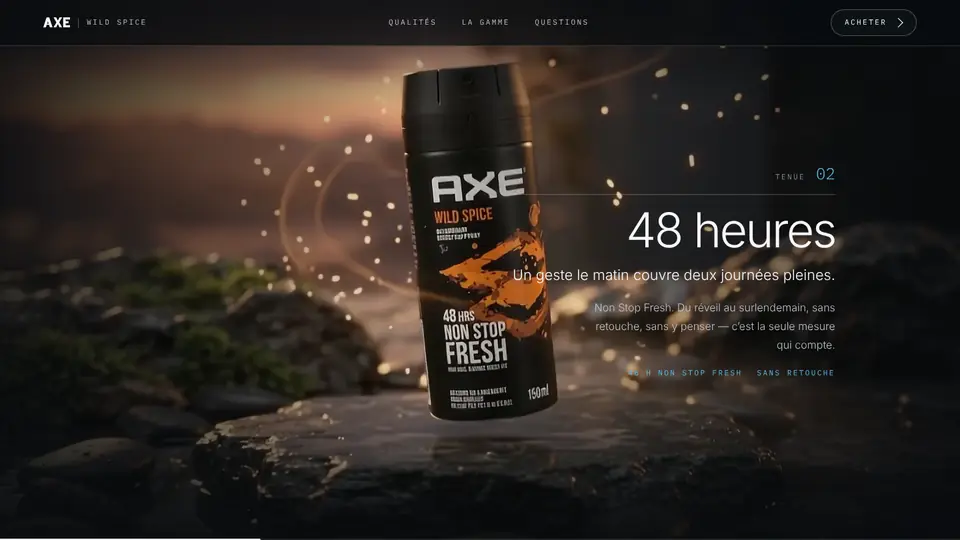 AXE | WILD SPICE
QUALITÉS
LA GAMME
QUESTIONS
ACHETER
AXE
WILD SPICE
48 HRS
NON STOP
FRESH
150ml
TENUE 02
48 heures
Un geste le matin couvre deux journées pleines.
Non Stop Fresh. Du réveil au surlendemain, sans
retouche, sans y penser — c’est la seule mesure
qui compte.
48 H NON STOP FRESH SANS RETOUCHE